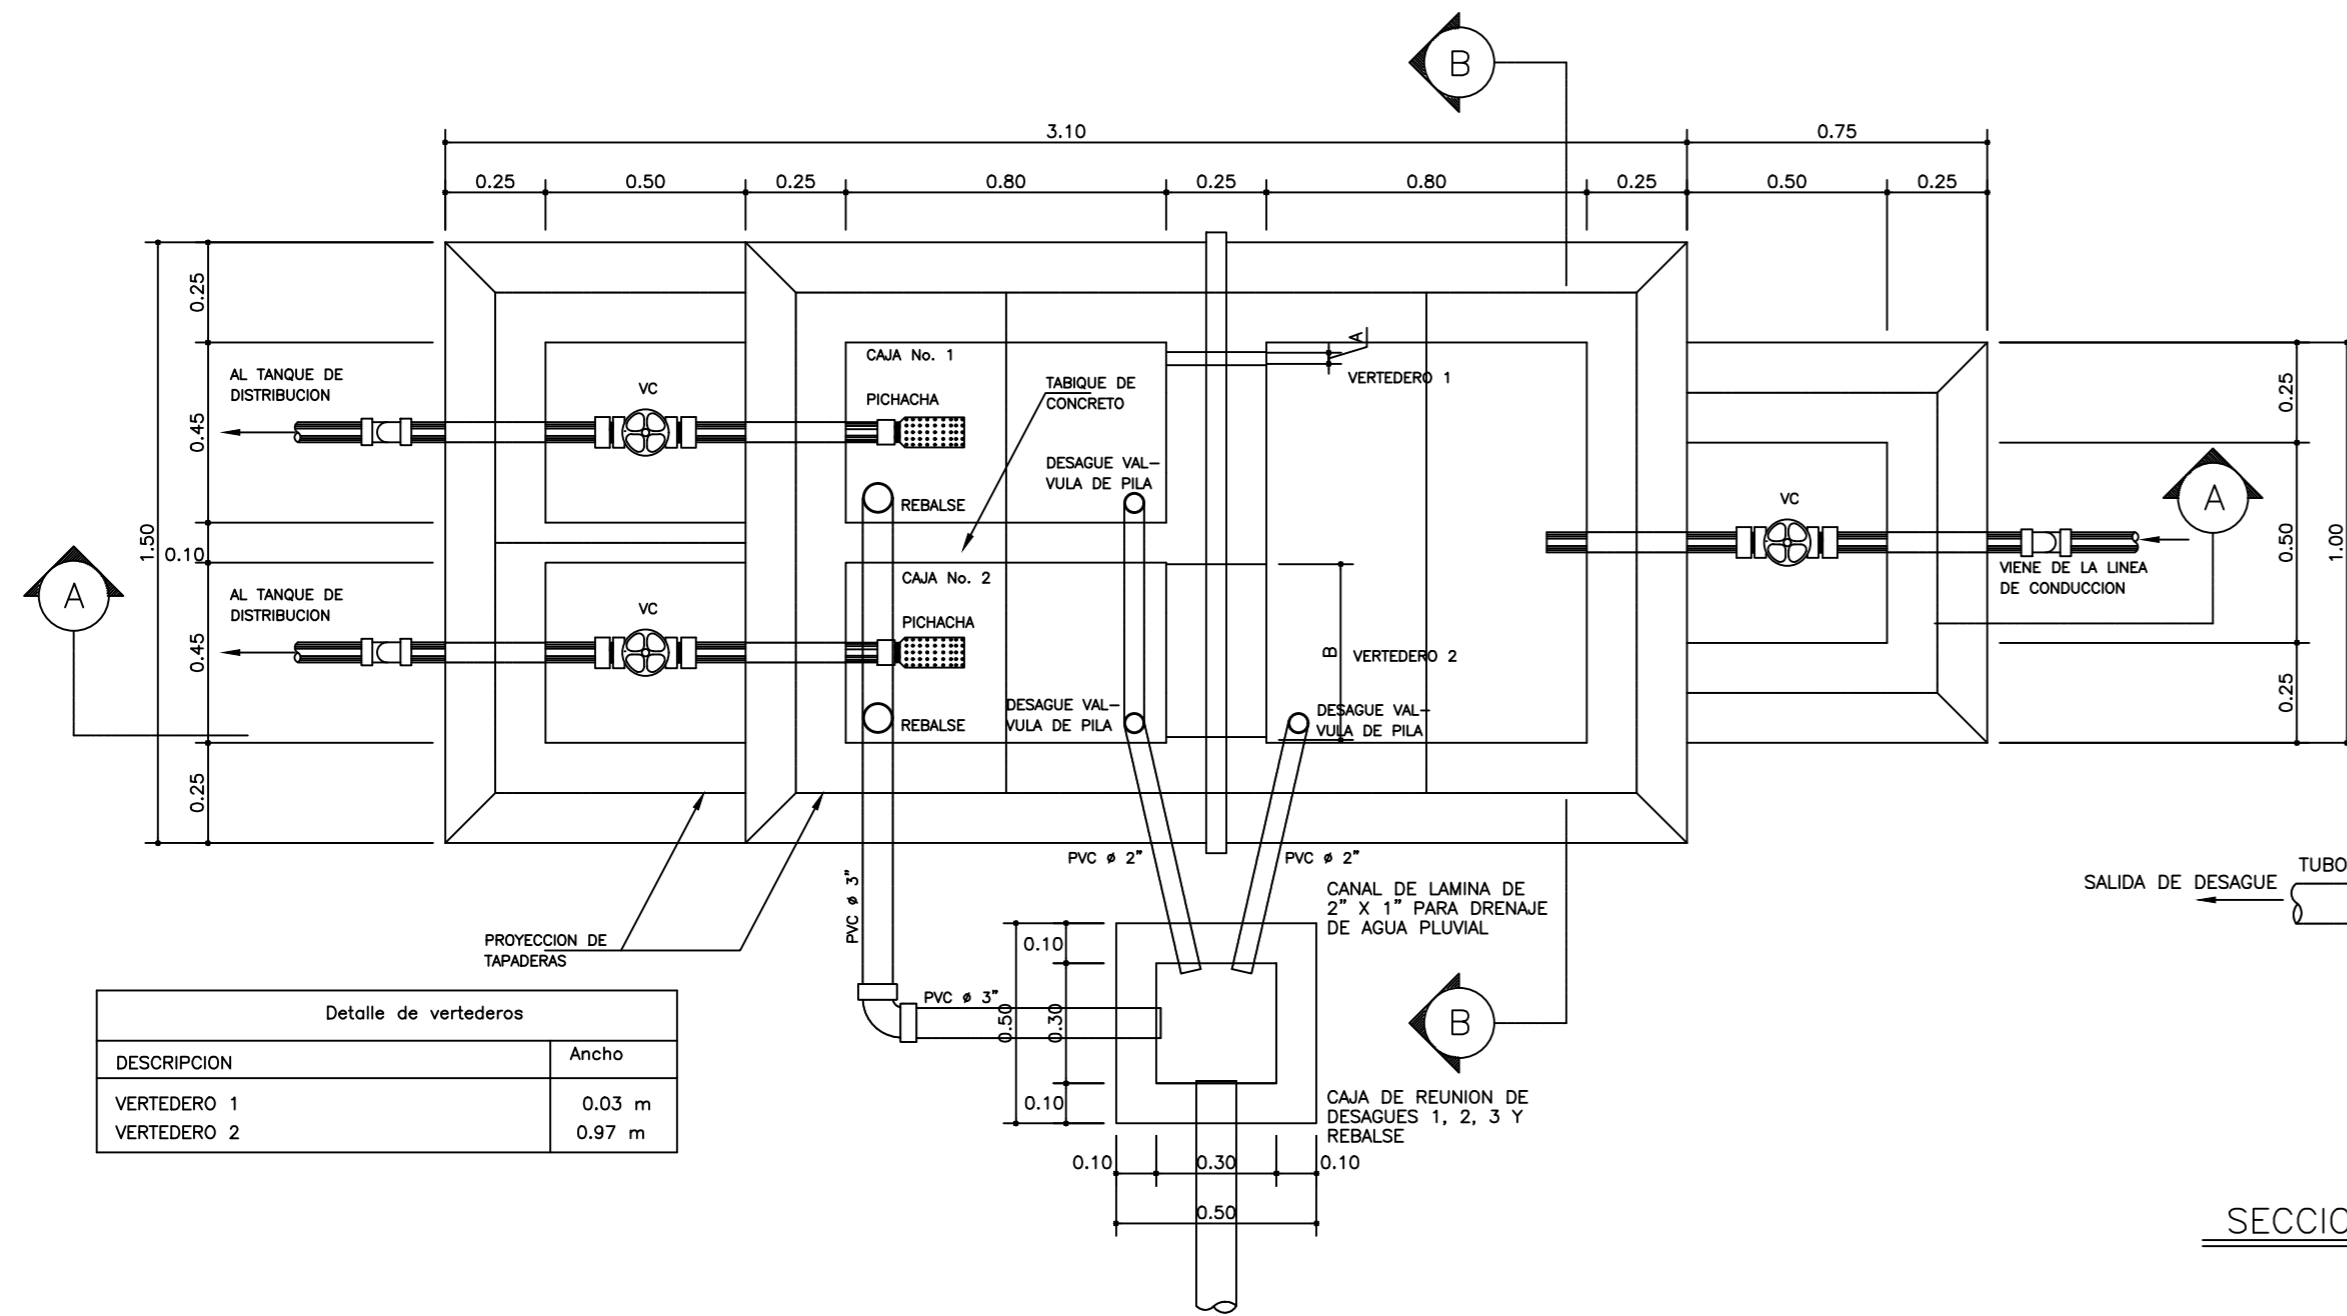 B
3.10
0.75
0.25
0.50
0.25
0.80
0.25
0.80
0.25
0.50
0.25
0.25
0.45
1.50
0.10
0.45
0.25
AL TANQUE DE
DISTRIBUCION
AL TANQUE DE
DISTRIBUCION
A
VC
VC
CAJA No. 1
PICHACHA
REBALSE
TABIQUE DE
CONCRETO
DESAGUE VAL-
VULA DE PILA
CAJA No. 2
PICHACHA
REBALSE
DESAGUE VAL-
VULA DE PILA
A
VERTEDERO 1
B
VERTEDERO 2
DESAGUE VAL-
VULA DE PILA
VC
VIENE DE LA LINEA
DE CONDUCCION
A
0.25
0.50
1.00
0.25
PROYECCION DE
TAPADERAS
PVC ø 3"
PVC ø 2"
PVC ø 2"
CANAL DE LAMINA DE
2" X 1" PARA DRENAJE
DE AGUA PLUVIAL
PVC ø 3"
0.10
0.50
0.30
0.10
B
CAJA DE REUNION DE
DESAGUES 1, 2, 3 Y
REBALSE
0.10
0.30
0.10
0.50
Detalle de vertederos
DESCRIPCION
Ancho
VERTEDERO 1
0.03 m
VERTEDERO 2
0.97 m
TUBO
SALIDA DE DESAGUE
SECCIO